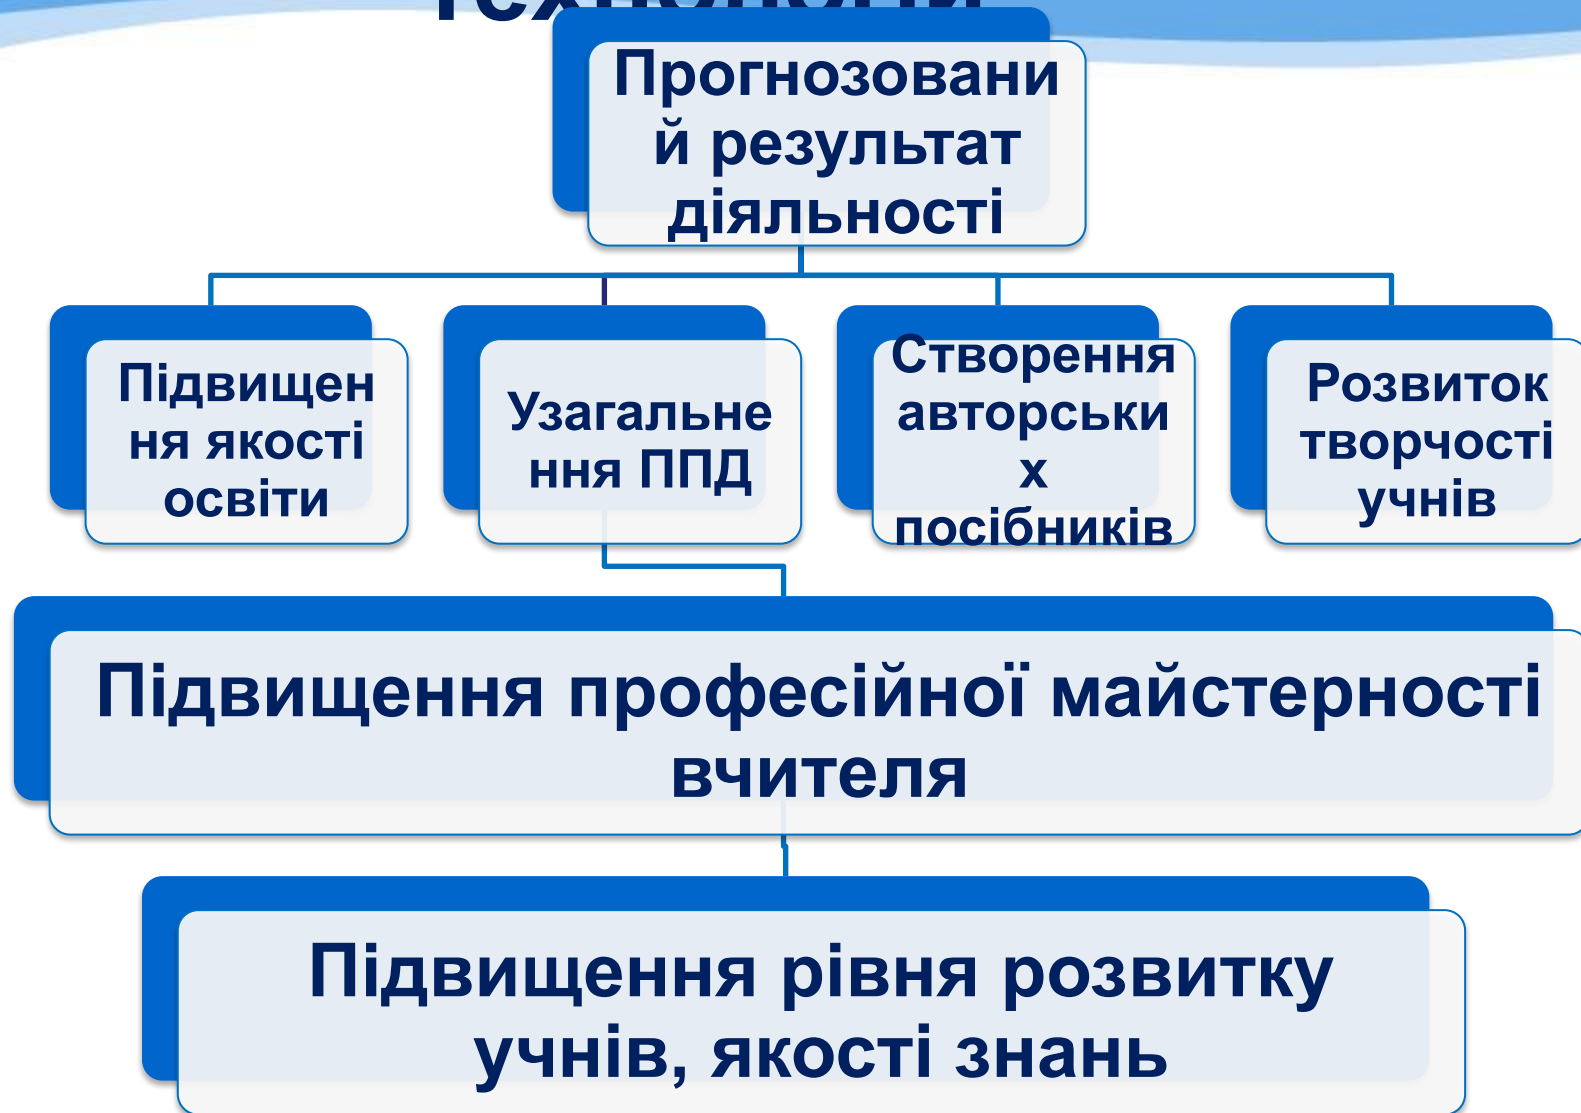 Прогнозовани
й результат
діяльності
Підвищен
ня якості
освіти
Узагальне
ння ППД
Створення
авторськи
х
посібників
Розвиток
творчості
учнів
Підвищення професійної майстерності
вчителя
Підвищення рівня розвитку
учнів, якості знань